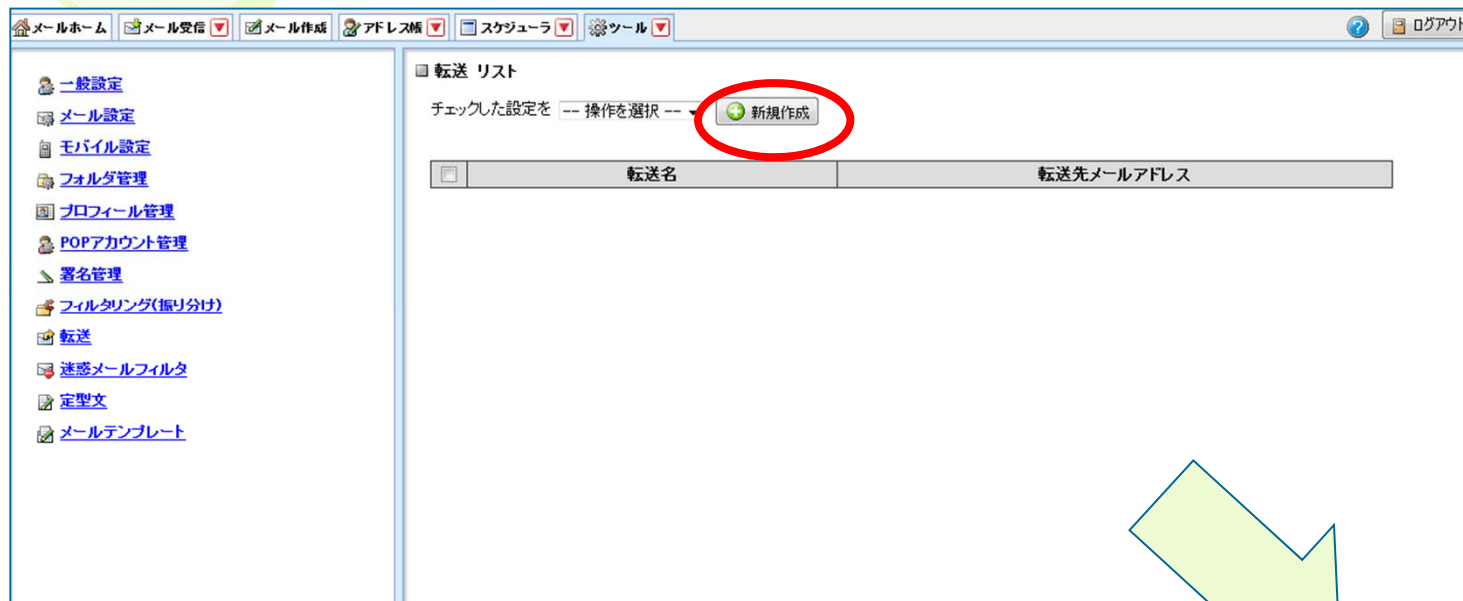 メールホーム メール受信 メール作成 アドレス帳 スケジューラ ツール ? ログアウト
一般設定
メール設定
モバイル設定
フォルダ管理
プロフィール管理
POPアカウント管理
署名管理
フィルタリング(振り分け)
転送
迷惑メールフィルタ
定型文
メールテンプレート
転送 リスト
チェックした設定を -- 操作を選択 -- 新規作成
転送名 転送先メールアドレス